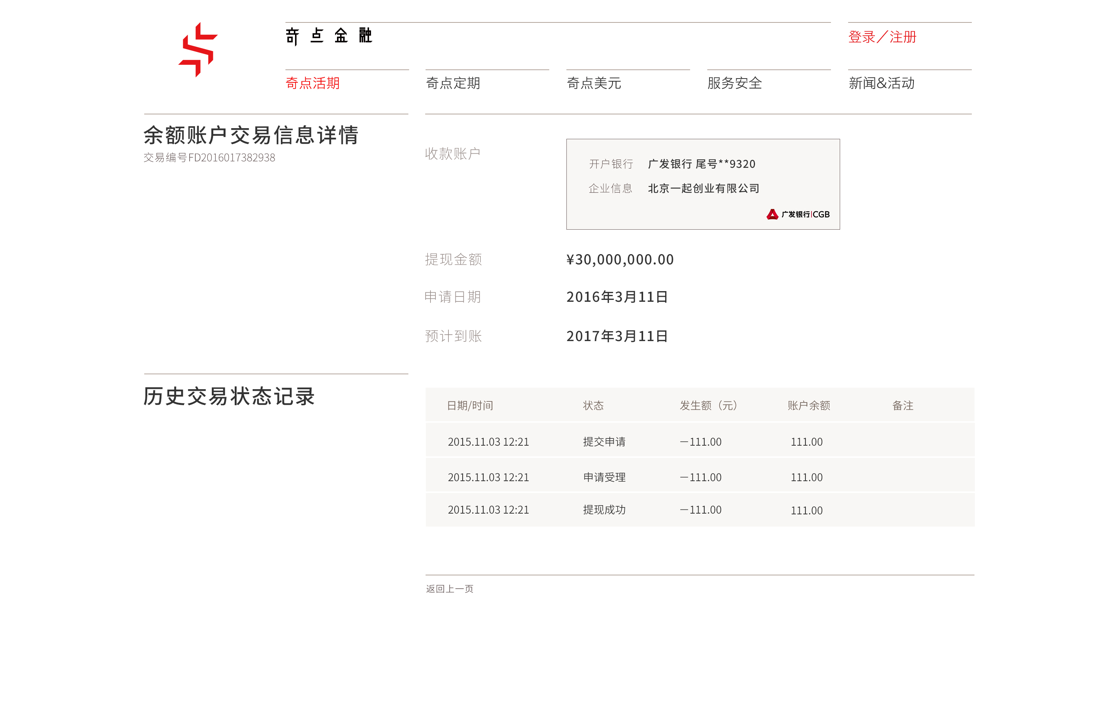 奇点金融
登录／注册
奇点活期 奇点定期 奇点美元 服务安全 新闻&活动
余额账户交易信息详情
交易编号FD2016017382938
收款账户
开户银行 广发银行 尾号**9320
企业信息 北京一起创业有限公司
广发银行|CGB
提现金额 ¥30,000,000.00
申请日期 2016年3月11日
预计到账 2017年3月11日
历史交易状态记录
日期/时间 状态 发生额（元） 账户余额 备注
2015.11.03 12:21 提交申请 －111.00 111.00
2015.11.03 12:21 申请受理 －111.00 111.00
2015.11.03 12:21 提现成功 －111.00 111.00
返回上一页